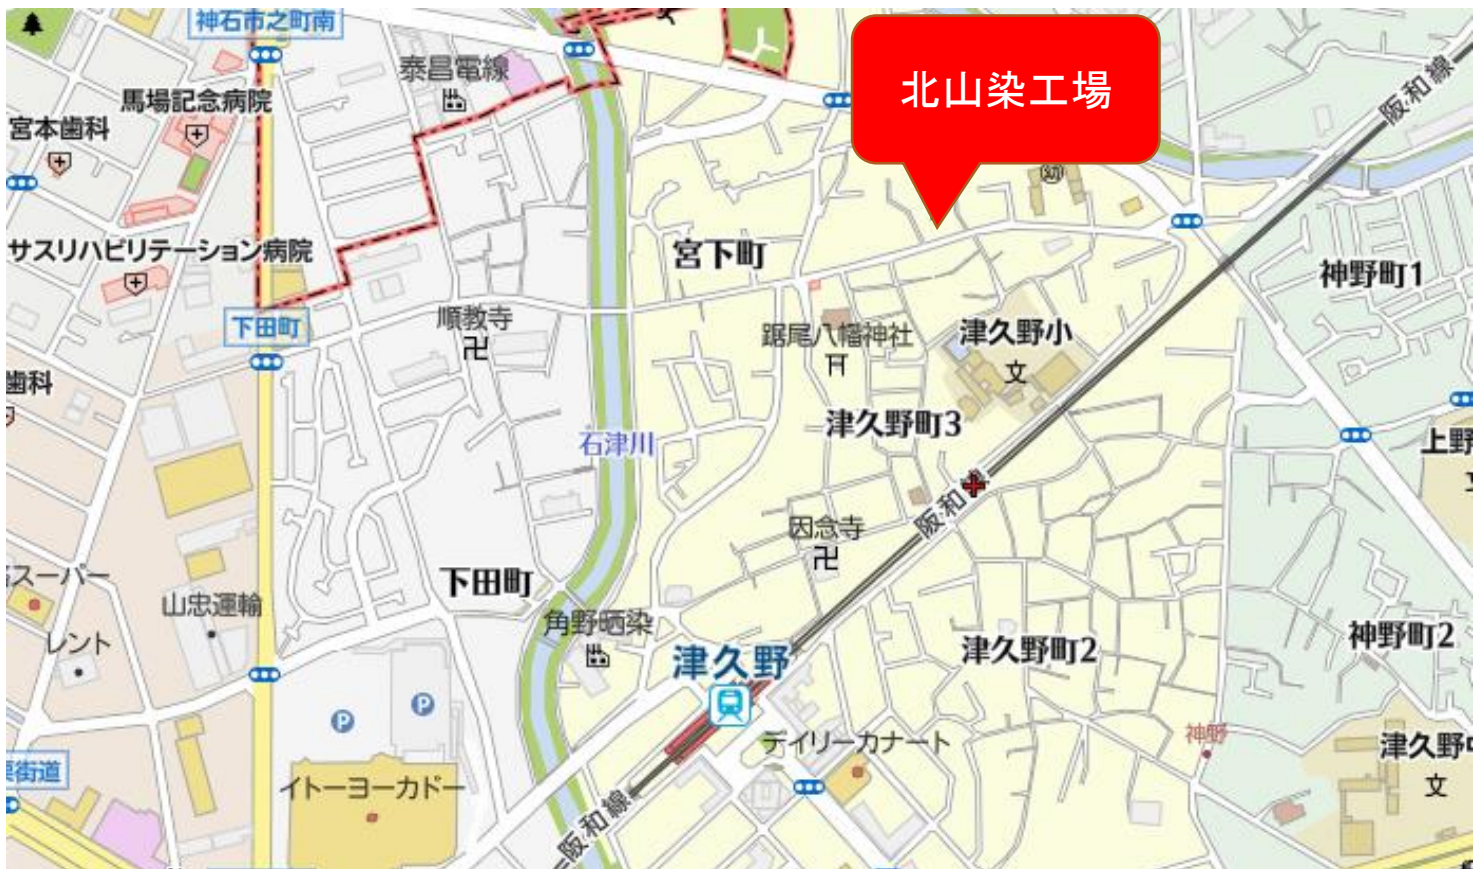 神石市之町南
泰昌電線
北山染工場
阪和線
馬場記念病院
宮本歯科
サスリハビリテーション病院
宮下町
神野町1
下田町
順教寺
踞尾八幡神社
津久野小
文
歯科
津久野町3
石津川
上野
阪和
因念寺
スーパー
下田町
山忠運輸
角野晒染
レント
津久野
津久野町2
神野町2
P
P
デイリーカナート
神野
津久野中
文
街道
イトーヨーカドー
阪和線